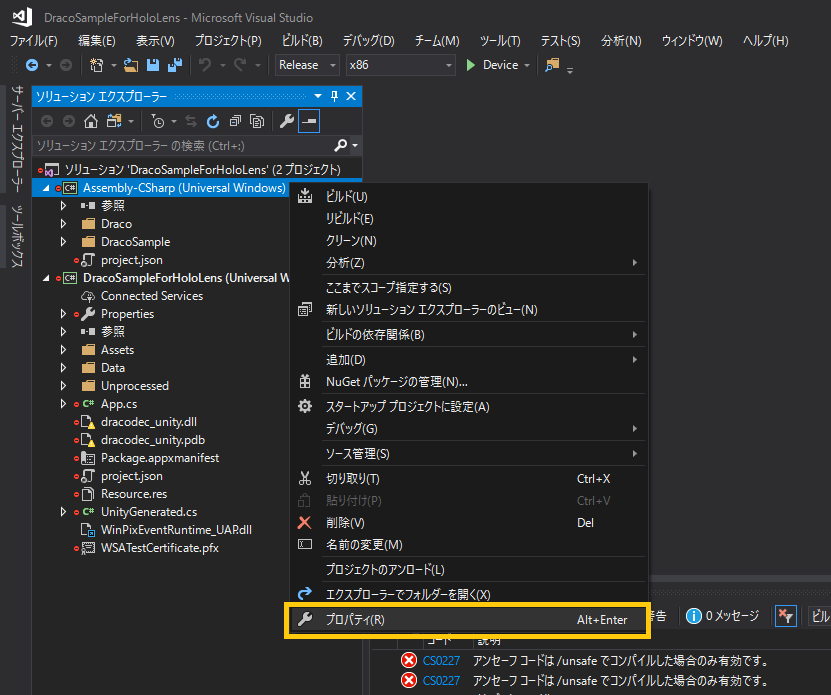 DracoSampleForHoloLens - Microsoft Visual Studio
ファイル(F) 編集(E) 表示(V) プロジェクト(P) ビルド(B) デバッグ(D) チーム(M) ツール(T) テスト(S) 分析(N) ウィンドウ(W) ヘルプ(H)
Release x86 Device
サーバー エクスプローラー
ツールボックス
ソリューション エクスプローラー
ソリューション エクスプローラー の検索 (Ctrl+:)
ソリューション 'DracoSampleForHoloLens' (2 プロジェクト)
C# Assembly-CSharp (Universal Windows)
参照
Draco
DracoSample
project.json
C# DracoSampleForHoloLens (Universal W
Connected Services
Properties
参照
Assets
Data
Unprocessed
C# App.cs
dracodec_unity.dll
dracodec_unity.pdb
Package.appxmanifest
project.json
Resource.res
C# UnityGenerated.cs
WinPixEventRuntime_UAP.dll
WSATestCertificate.pfx
ビルド(U)
リビルド(E)
クリーン(N)
分析(Z)
ここまでスコープ指定する(S)
新しいソリューション エクスプローラーのビュー(N)
ビルドの依存関係(B)
追加(D)
NuGet パッケージの管理(N)...
スタートアップ プロジェクトに設定(A)
デバッグ(G)
ソース管理(S)
切り取り(T) Ctrl+X
貼り付け(P) Ctrl+V
削除(V) Del
名前の変更(M)
プロジェクトのアンロード(L)
エクスプローラーでフォルダーを開く(X)
プロパティ(R) Alt+Enter
警告 0 メッセージ ビル
コード 説明
CS0227 アンセーフ コードは /unsafe でコンパイルした場合のみ有効です。
CS0227 アンセーフ コードは /unsafe でコンパイルした場合のみ有効です。